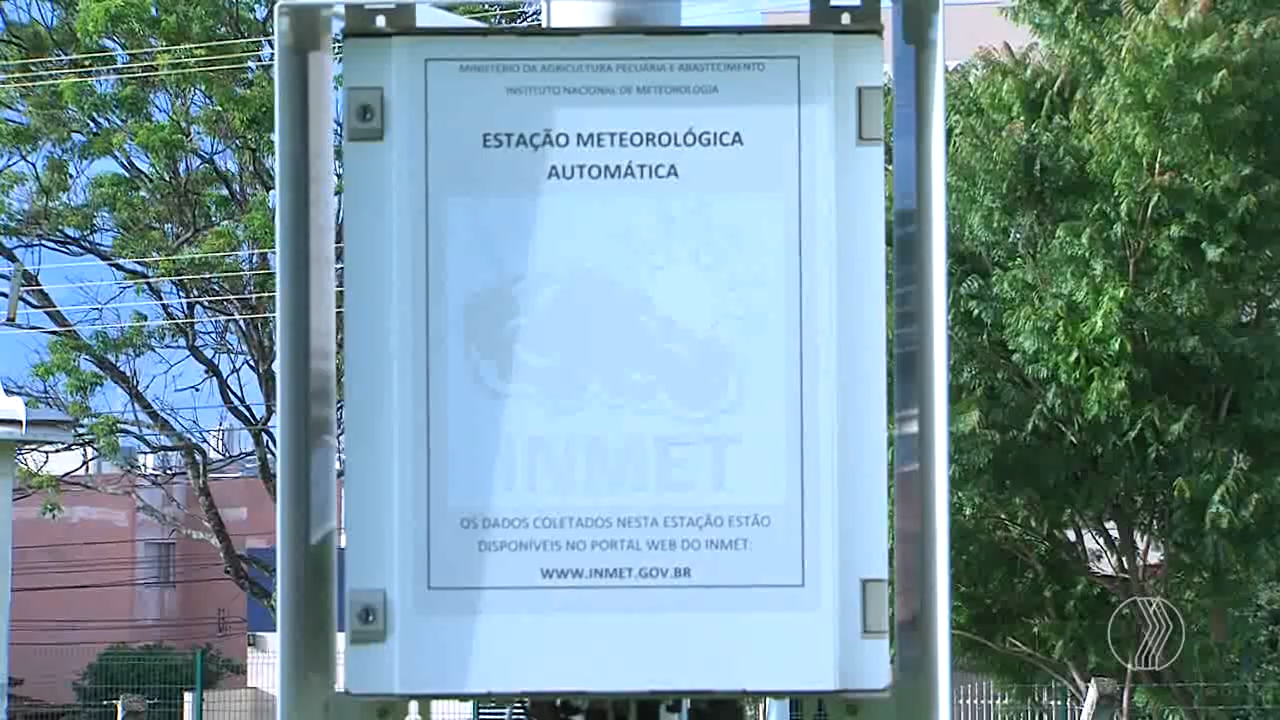 MINISTÉRIO DA AGRICULTURA PECUÁRIA E ABASTECIMENTO
INSTITUTO NACIONAL DE METEOROLOGIA
ESTAÇÃO METEOROLÓGICA
AUTOMÁTICA
INMET
OS DADOS COLETADOS NESTA ESTAÇÃO ESTÃO
DISPONÍVEIS NO PORTAL WEB DO INMET:
WWW.INMET.GOV.BR